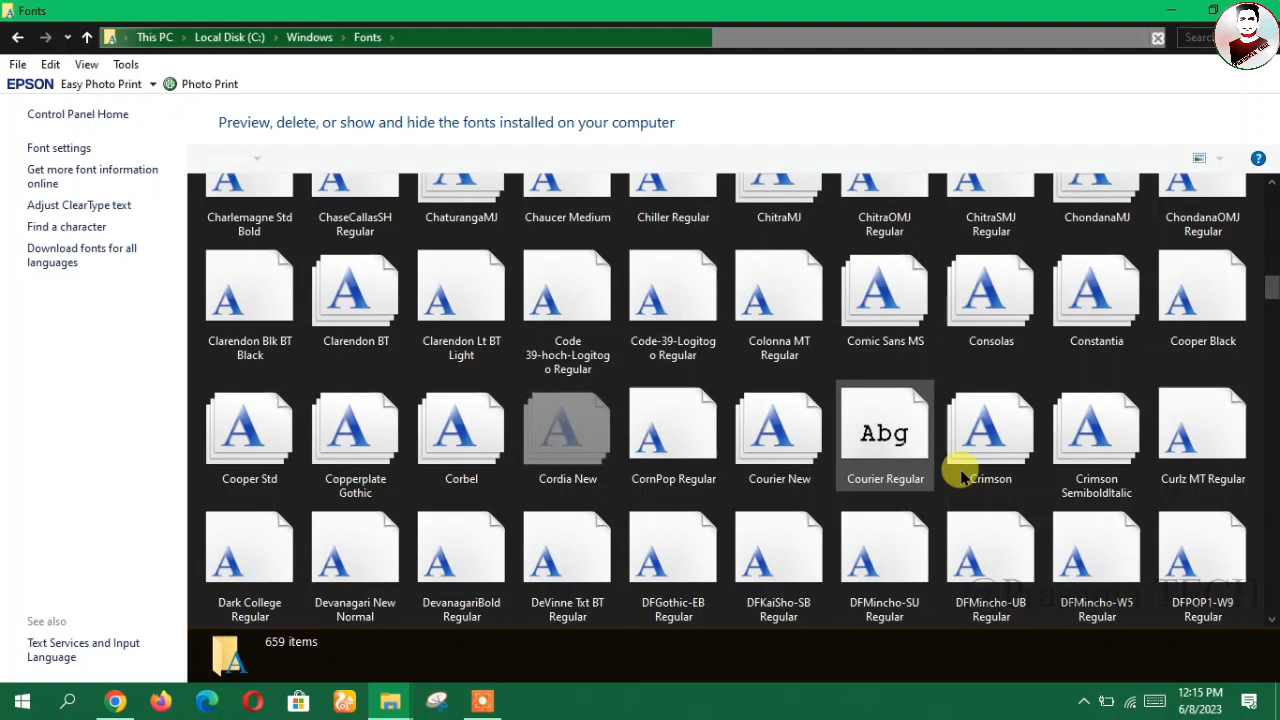 Fonts
This PC
Local Disk (C:)
Windows
Fonts
Sear
File
Edit
View
Tools
EPSON
Easy Photo Print
Photo Print
Control Panel Home
Font settings
Get more font information
online
Adjust ClearType text
Find a character
Download fonts for all
languages
See also
Text Services and Input
Language
Preview, delete, or show and hide the fonts installed on your computer
Charlemagne Std
Bold
ChaseCallasSH
Regular
ChaturangaMJ
Chaucer Medium
Chiller Regular
ChitraMJ
ChitraOMJ
Regular
ChitraSMJ
Regular
ChondanaMJ
ChondanaOMJ
Regular
Clarendon Blk BT
Black
Clarendon BT
Clarendon Lt BT
Light
Code
39-hoch-Logitog
o Regular
Code-39-Logitog
o Regular
Colonna MT
Regular
Comic Sans MS
Consolas
Constantia
Cooper Black
Cooper Std
Copperplate
Gothic
Corbel
Cordia New
CornPop Regular
Courier New
Abg
Courier Regular
Crimson
Crimson
SemiboldItalic
Curlz MT Regular
Dark College
Regular
Devanagari New
Normal
DevanagariBold
Regular
DeVinne Txt BT
Regular
DFGothic-EB
Regular
DFKaiSho-SB
Regular
DFMincho-SU
Regular
DFMincho-UB
Regular
DFMincho-W5
Regular
DFPOP1-W9
Regular
659 items
12:15 PM
6/8/2023